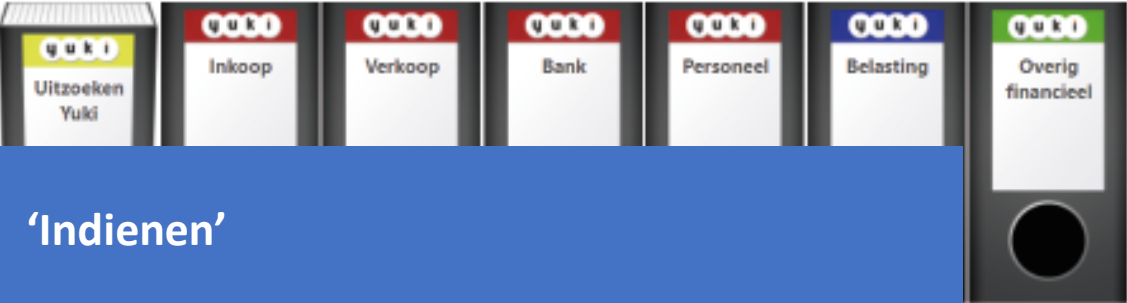 yuki
Uitzoeken
Yuki
yuki
Inkoop
yuki
Verkoop
yuki
Bank
yuki
Personeel
yuki
Belasting
yuki
Overig
financieel
‘Indienen’